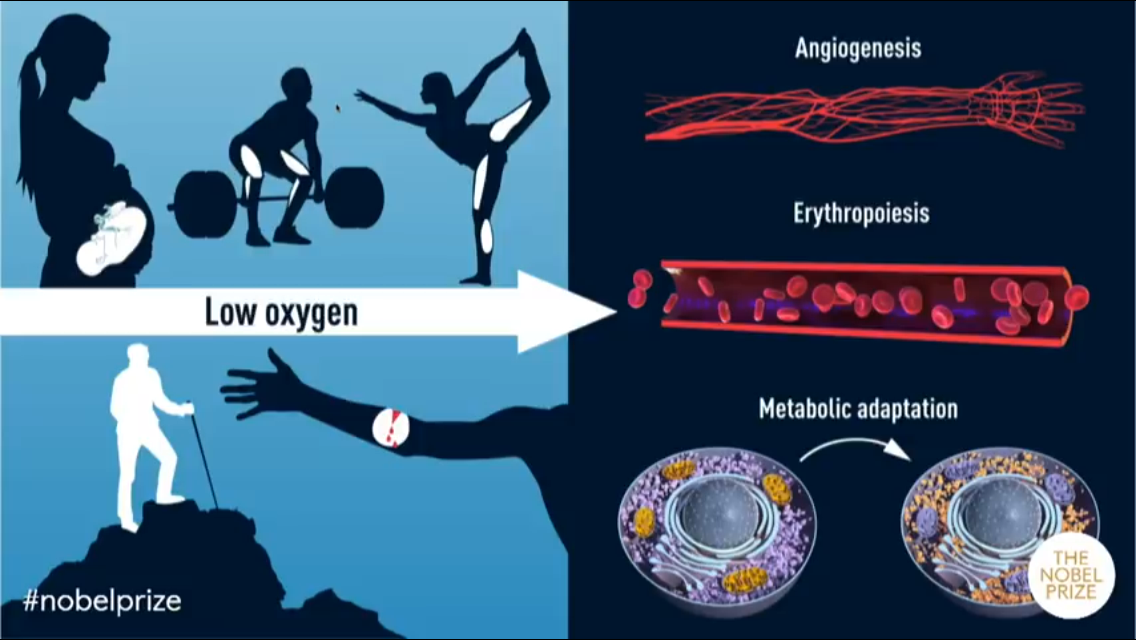 Angiogenesis
Erythropoiesis
Low oxygen
Metabolic adaptation
#nobelprize
THE
NOBEL
PRIZE